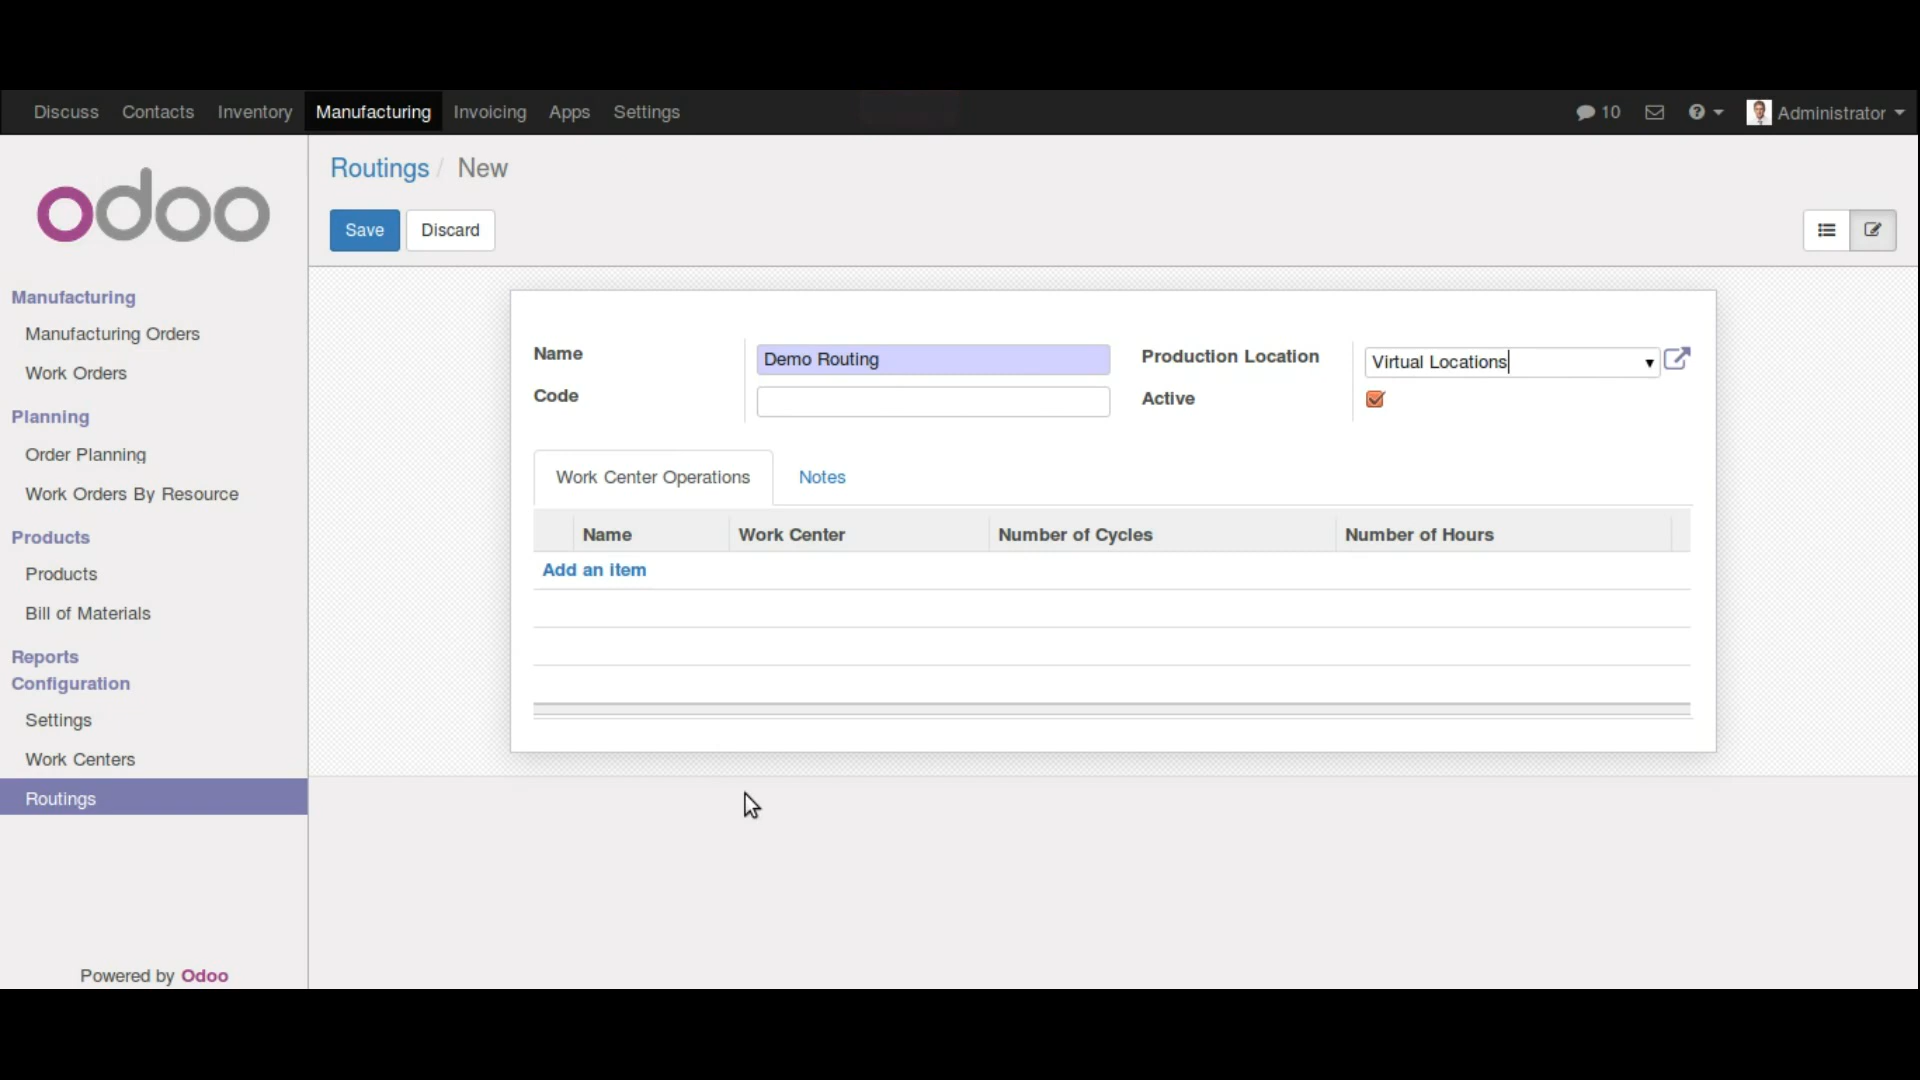 Discuss Contacts Inventory Manufacturing Invoicing Apps Settings 10 Administrator
odoo
Routings / New
Save Discard
Manufacturing
Manufacturing Orders
Work Orders
Planning
Order Planning
Work Orders By Resource
Products
Products
Bill of Materials
Reports
Configuration
Settings
Work Centers
Routings
Powered by Odoo
Name Demo Routing
Code
Production Location Virtual Locations
Active
Work Center Operations Notes
Name Work Center Number of Cycles Number of Hours
Add an item